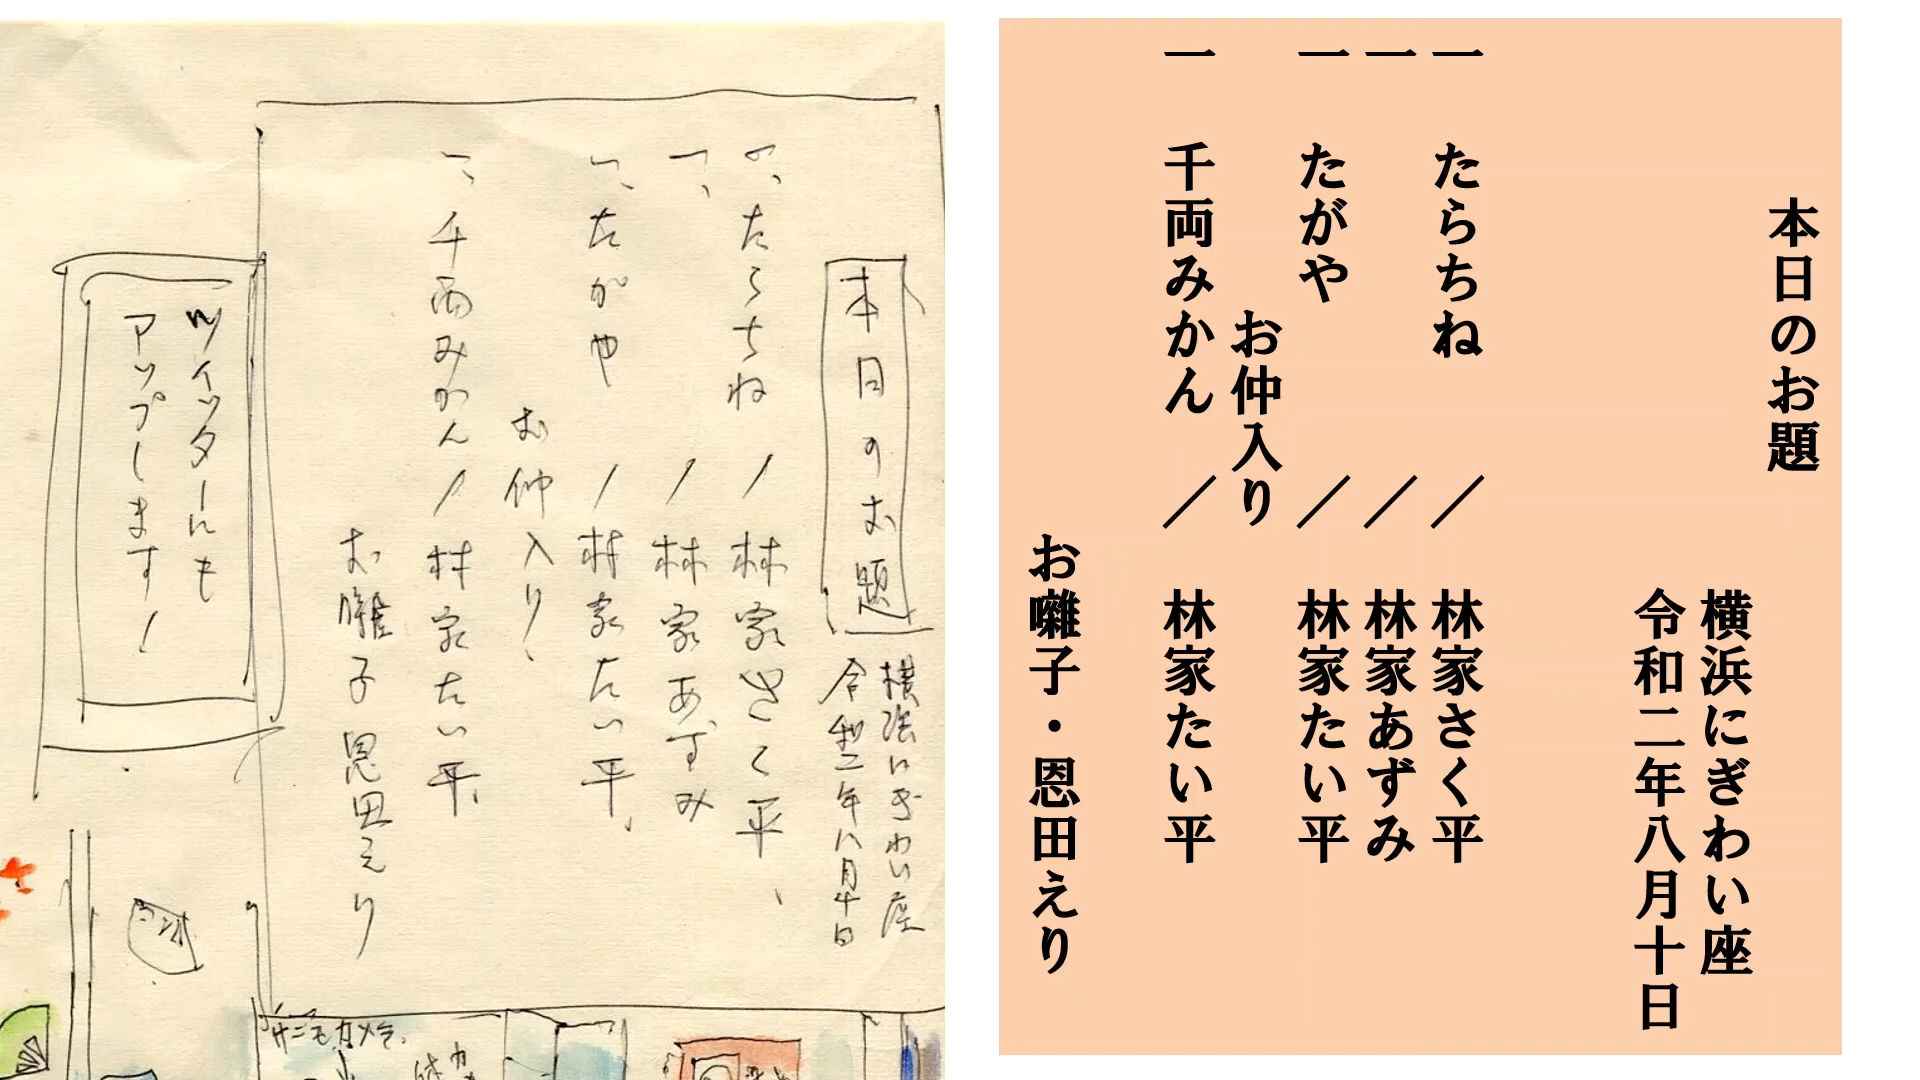 本日のお題
横浜にぎわい座
令和二年八月十日
一、たらちね / 林家さく平
一、 / 林家あずみ
一、たがや / 林家たい平
お仲入り
一、千両みかん / 林家たい平
お囃子 恩田えり
ツイッターにも
アップします!
本日のお題
横浜にぎわい座
令和二年八月十日
一 たらちね / 林家さく平
一 / 林家あずみ
一 たがや / 林家たい平
お仲入り
一 千両みかん / 林家たい平
お囃子・恩田えり